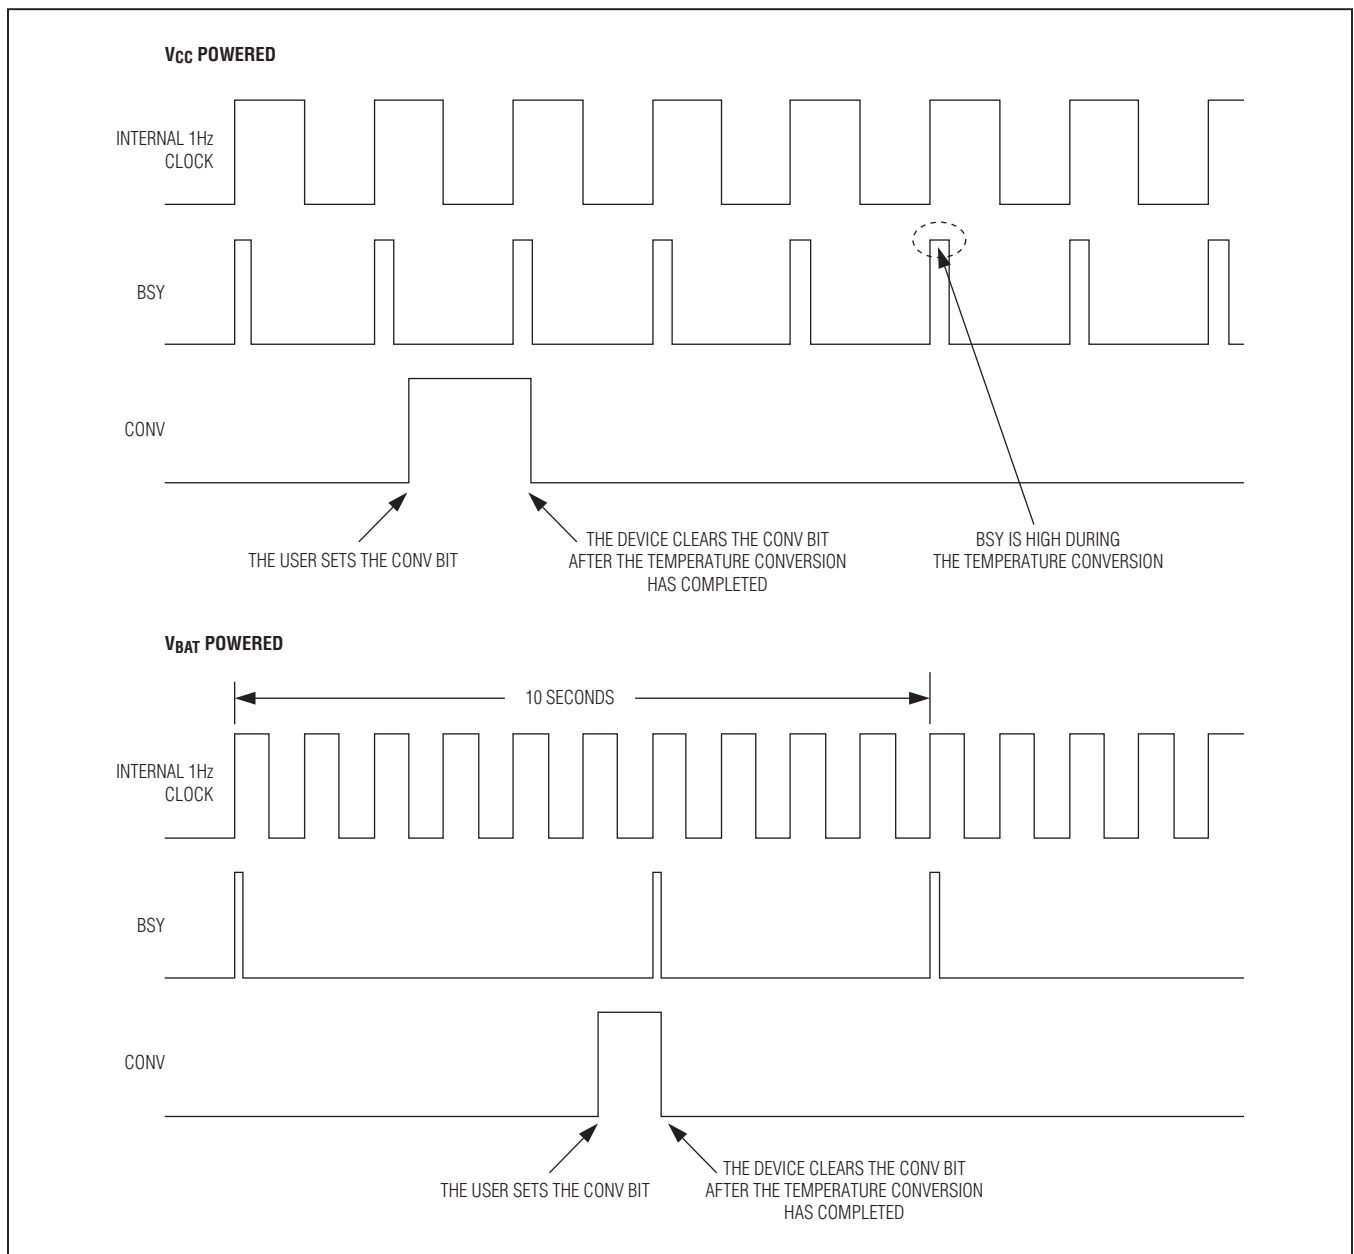 VCC POWERED
INTERNAL 1Hz
CLOCK
BSY
CONV
THE USER SETS THE CONV BIT
THE DEVICE CLEARS THE CONV BIT
AFTER THE TEMPERATURE CONVERSION
HAS COMPLETED
BSY IS HIGH DURING
THE TEMPERATURE CONVERSION
VBAT POWERED
10 SECONDS
INTERNAL 1Hz
CLOCK
BSY
CONV
THE USER SETS THE CONV BIT
THE DEVICE CLEARS THE CONV BIT
AFTER THE TEMPERATURE CONVERSION
HAS COMPLETED